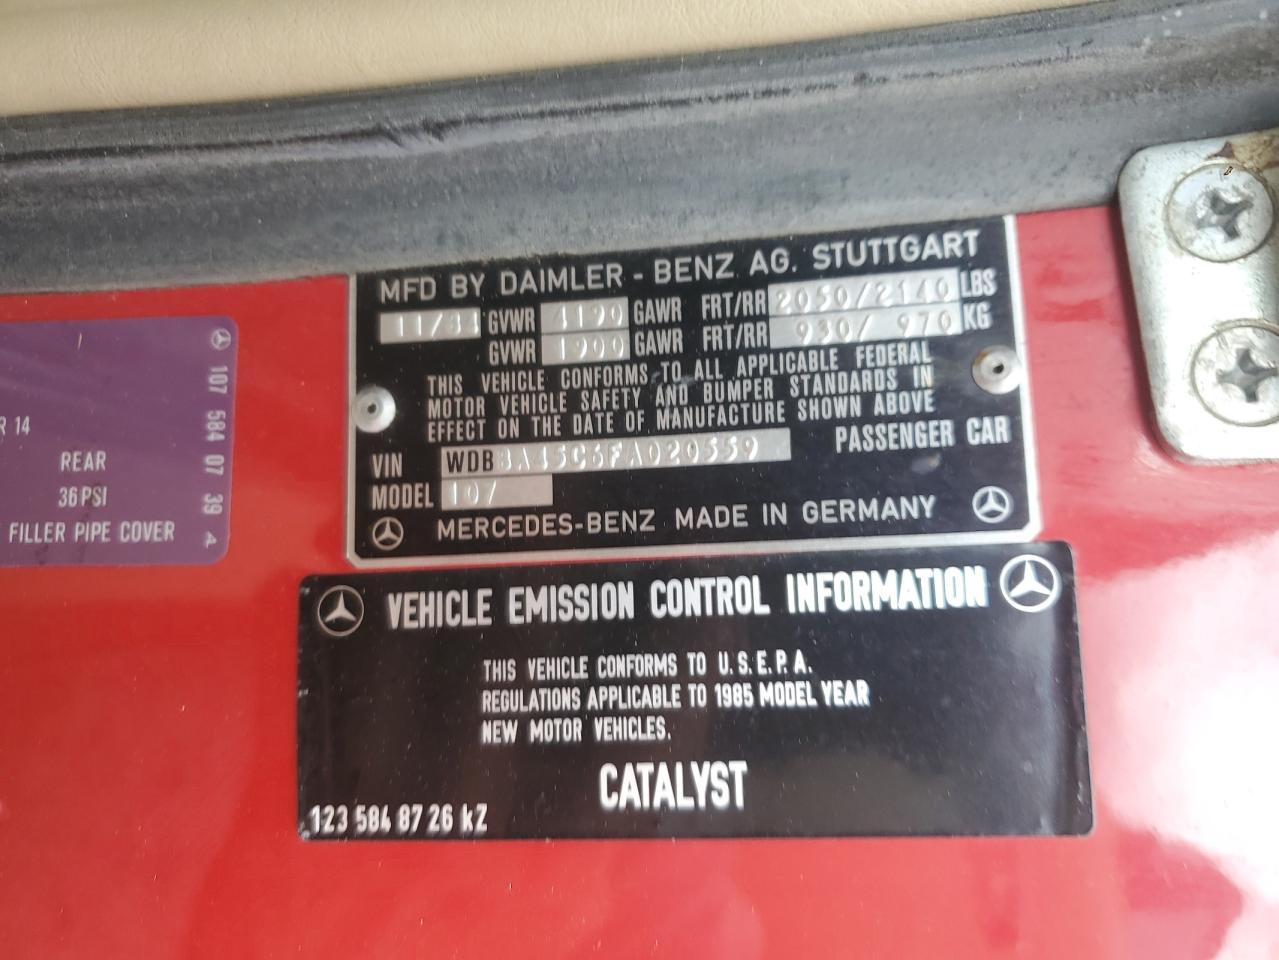 MFD BY DAIMLER - BENZ AG. STUTTGART
11/84 GVWR 4190 GAWR FRT/RR 2050/2140 LBS
GVWR 1900 GAWR FRT/RR 930/ 970 KG
THIS VEHICLE CONFORMS TO ALL APPLICABLE FEDERAL
MOTOR VEHICLE SAFETY AND BUMPER STANDARDS IN
EFFECT ON THE DATE OF MANUFACTURE SHOWN ABOVE
VIN WDBBA45C6FA020559 PASSENGER CAR
MODEL 107
MERCEDES-BENZ MADE IN GERMANY
R 14
REAR
36 PSI
FILLER PIPE COVER
107 584 07 39
VEHICLE EMISSION CONTROL INFORMATION
THIS VEHICLE CONFORMS TO U.S.E.P.A.
REGULATIONS APPLICABLE TO 1985 MODEL YEAR
NEW MOTOR VEHICLES.
CATALYST
123 584 87 26 kZ